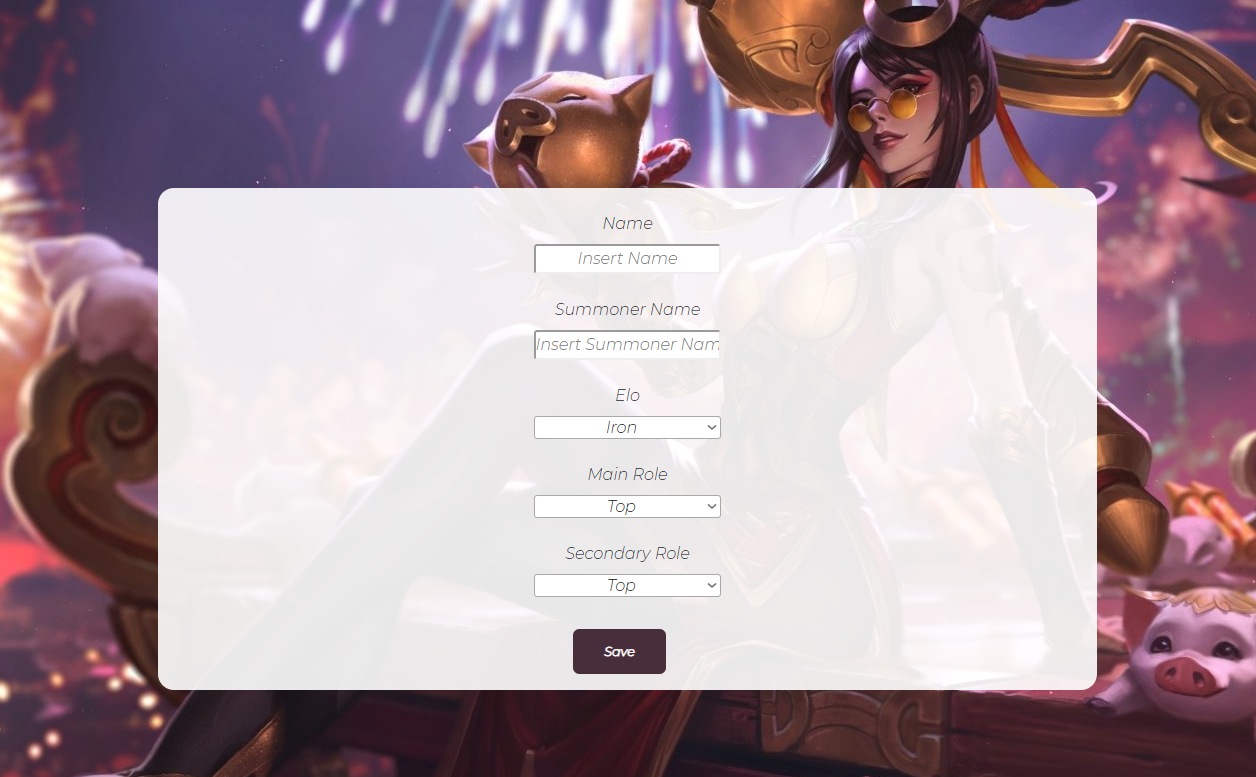 Name
Insert Name
Summoner Name
Insert Summoner Nam
Elo
Iron
Main Role
Top
Secondary Role
Top
Save